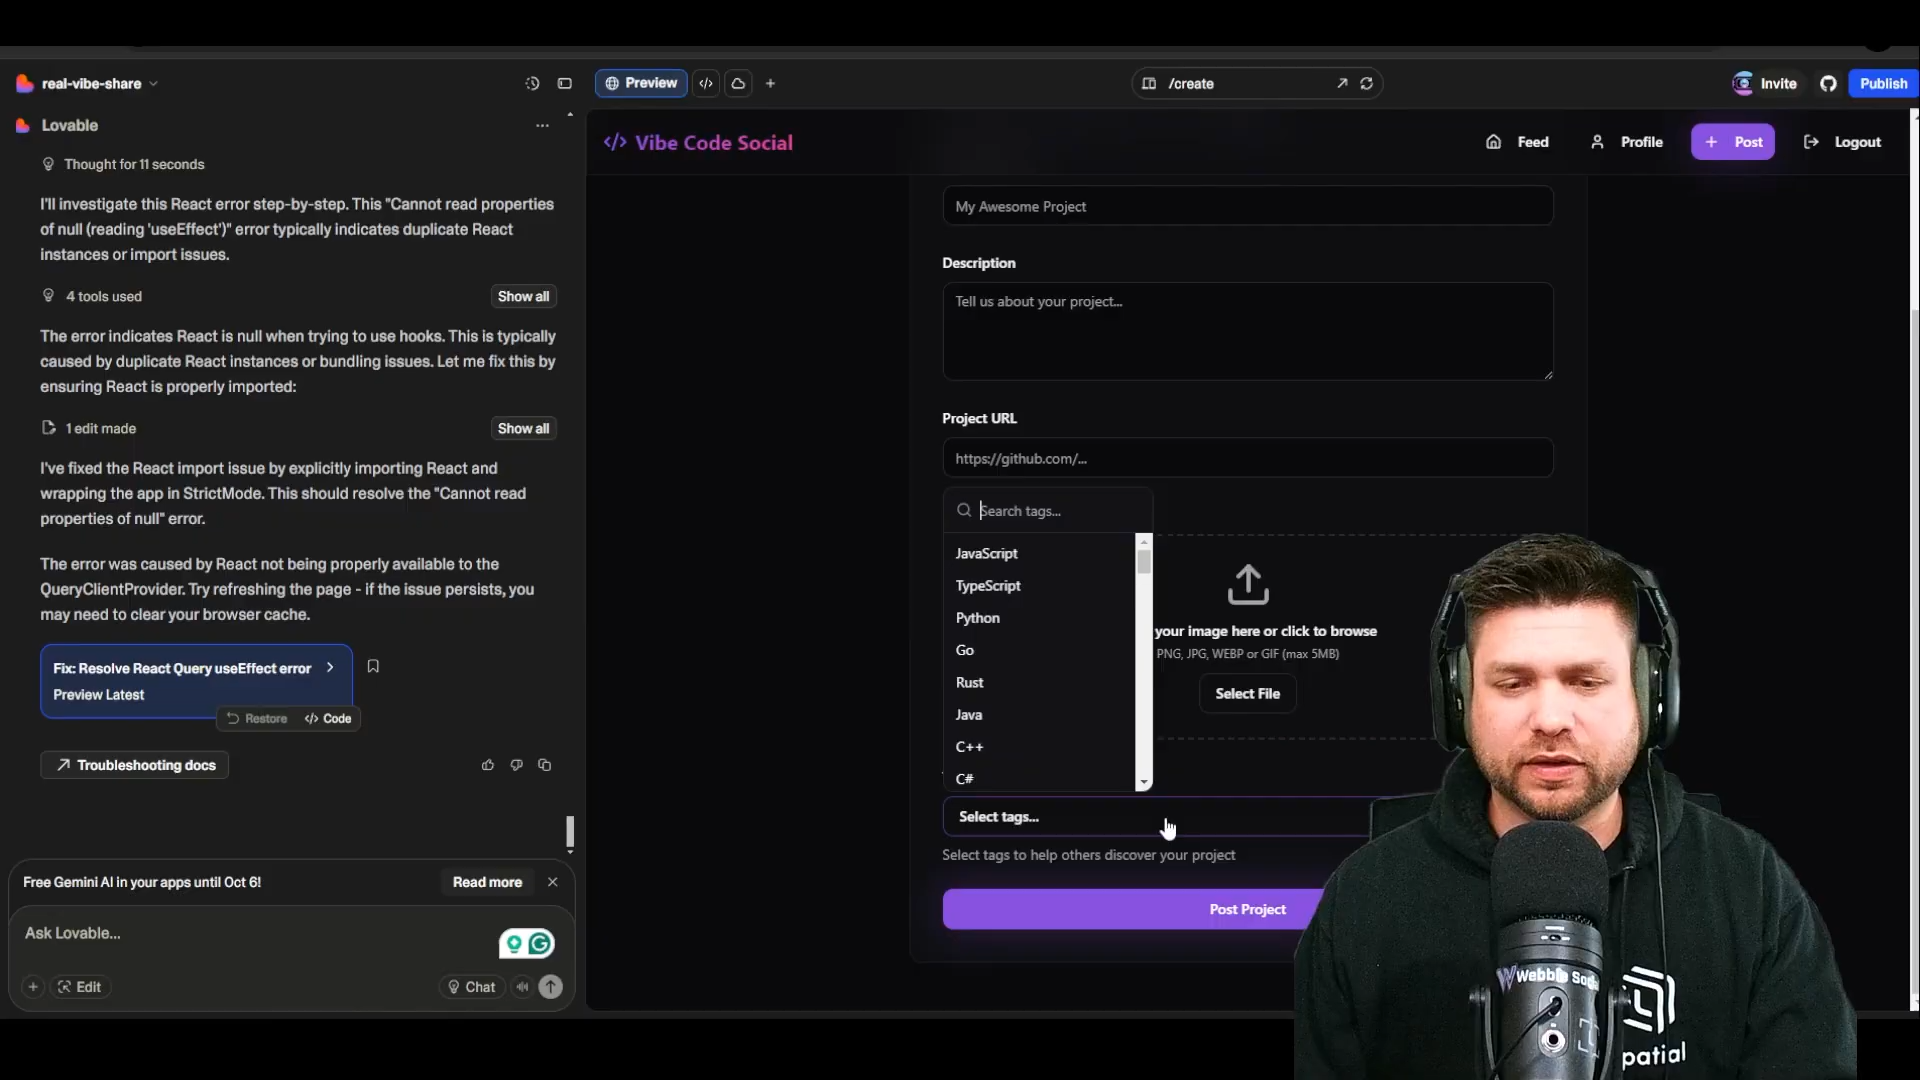 real-vibe-share
Preview
/create
Invite
Publish
Lovable
Thought for 11 seconds
I'll investigate this React error step-by-step. This "Cannot read properties
of null (reading 'useEffect')" error typically indicates duplicate React
instances or import issues.
4 tools used
Show all
The error indicates React is null when trying to use hooks. This is typically
caused by duplicate React instances or bundling issues. Let me fix this by
ensuring React is properly imported:
1 edit made
Show all
I've fixed the React import issue by explicitly importing React and
wrapping the app in StrictMode. This should resolve the "Cannot read
properties of null" error.
The error was caused by React not being properly available to the
QueryClientProvider. Try refreshing the page - if the issue persists, you
may need to clear your browser cache.
Fix: Resolve React Query useEffect error
Preview Latest
Restore
Code
Troubleshooting docs
Free Gemini AI in your apps until Oct 6!
Read more
Ask Lovable...
Edit
Chat
</> Vibe Code Social
Feed
Profile
+ Post
Logout
My Awesome Project
Description
Tell us about your project...
Project URL
https://github.com/...
Search tags...
JavaScript
TypeScript
Python
Go
Rust
Java
C++
C#
your image here or click to browse
PNG, JPG, WEBP or GIF (max 5MB)
Select File
Select tags...
Select tags to help others discover your project
Post Project
Webble
patial